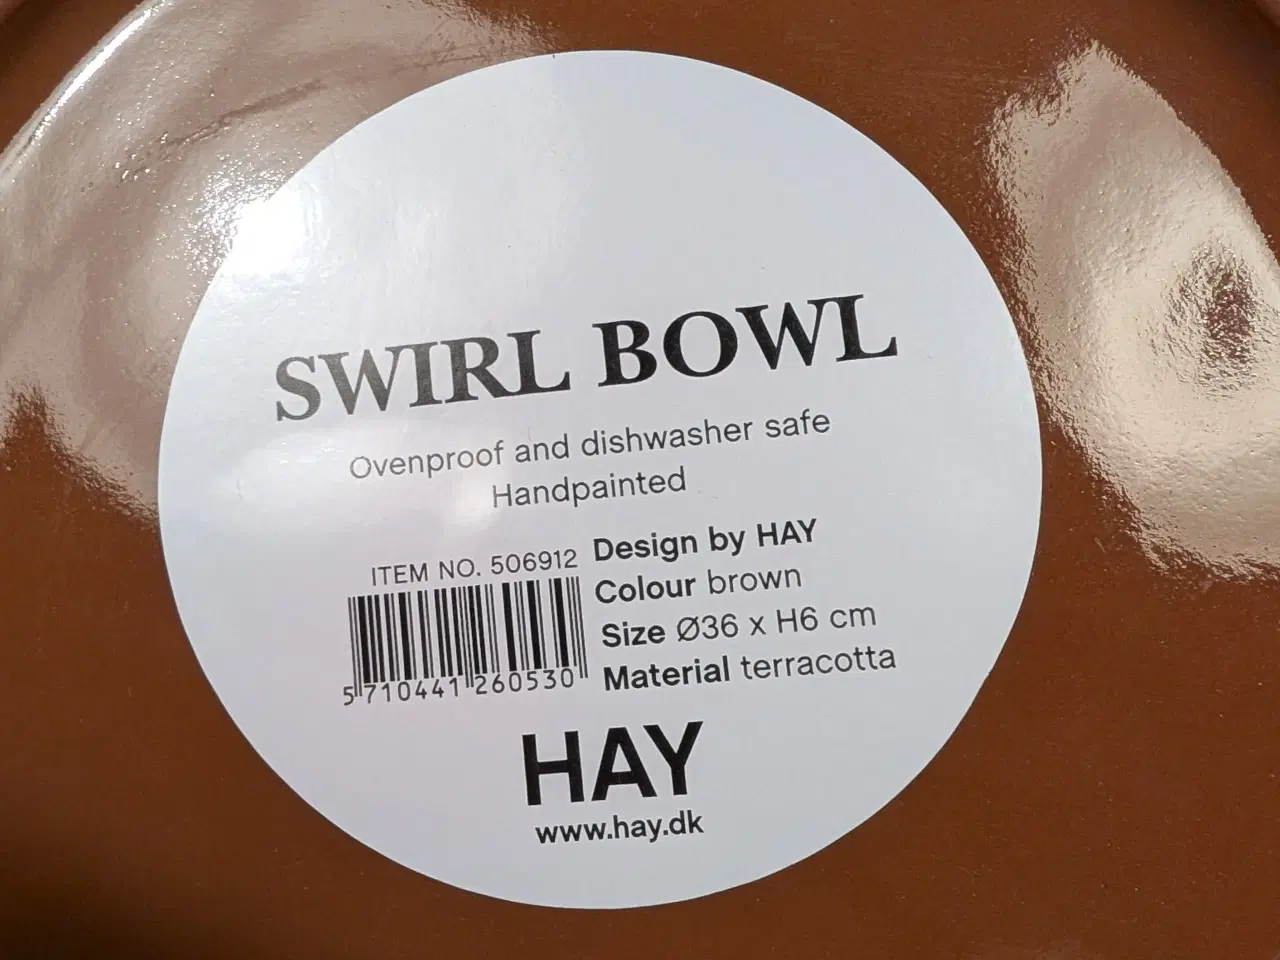 SWIRL BOWL
Ovenproof and dishwasher safe
Handpainted
ITEM NO. 506912
5 710441 260530
Design by HAY
Colour brown
Size Ø36 x H6 cm
Material terracotta
HAY
www.hay.dk